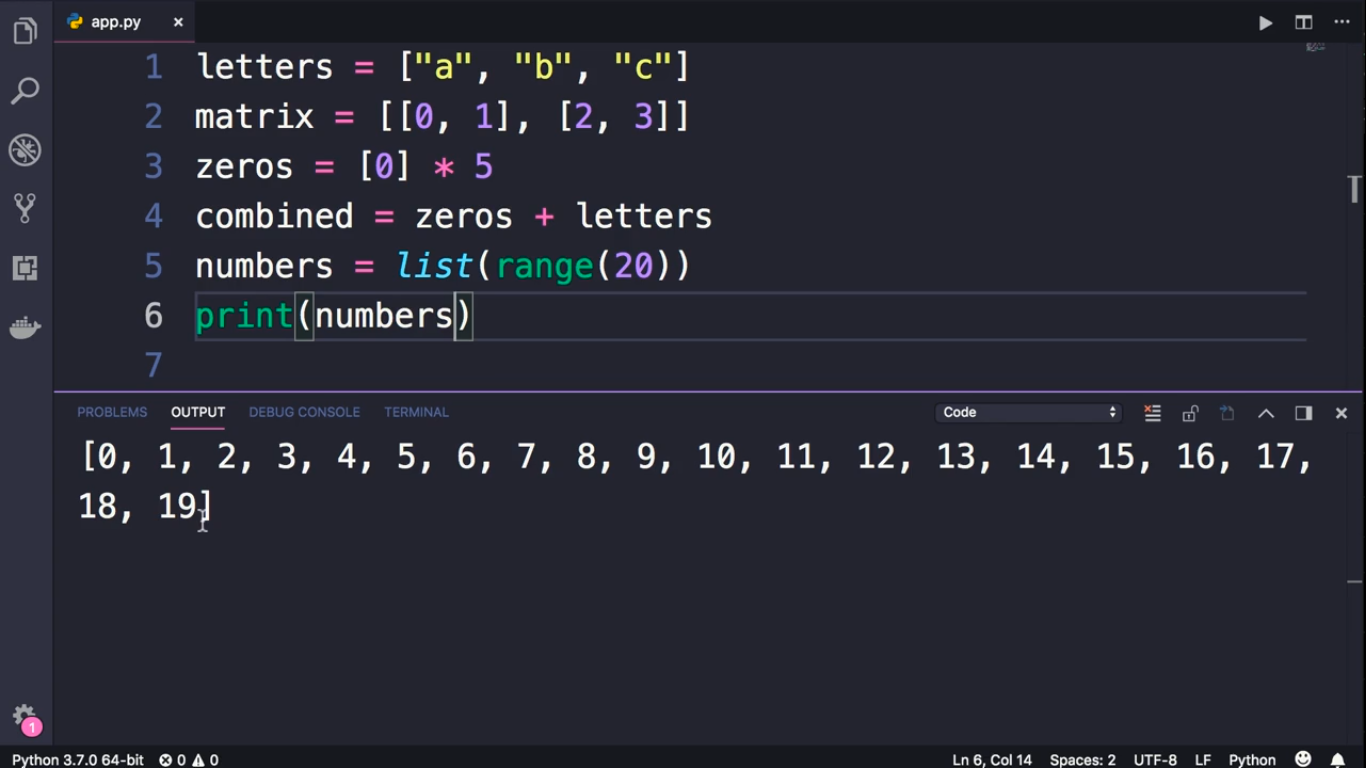 app.py
1 letters = ["a", "b", "c"]
2 matrix = [[0, 1], [2, 3]]
3 zeros = [0] * 5
4 combined = zeros + letters
5 numbers = list(range(20))
6 print(numbers)
7
PROBLEMS OUTPUT DEBUG CONSOLE TERMINAL Code
[0, 1, 2, 3, 4, 5, 6, 7, 8, 9, 10, 11, 12, 13, 14, 15, 16, 17,
18, 19]
1
Python 3.7.0 64-bit 0 0 Ln 6, Col 14 Spaces: 2 UTF-8 LF Python